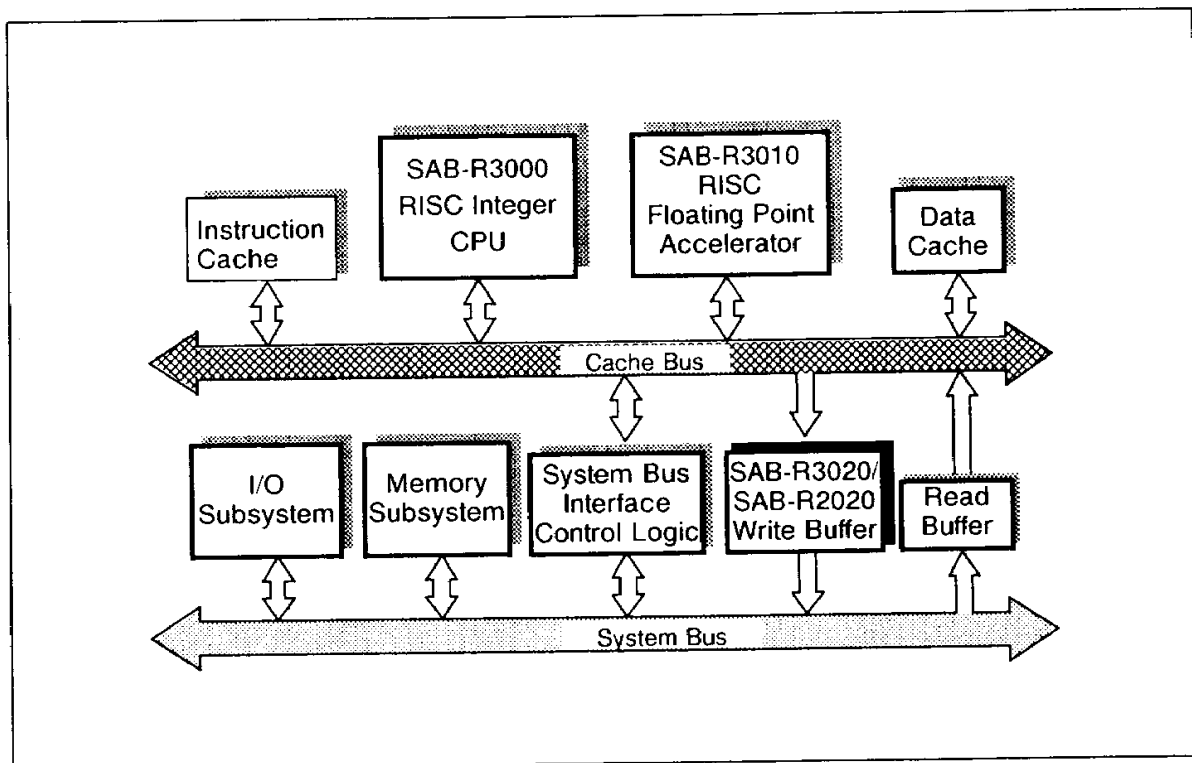 SAB-R3000
RISC Integer
CPU
SAB-R3010
RISC
Floating Point
Accelerator
Instruction
Cache
Data
Cache
Cache Bus
I/O
Subsystem
Memory
Subsystem
System Bus
Interface
Control Logic
SAB-R3020/
SAB-R2020
Write Buffer
Read
Buffer
System Bus